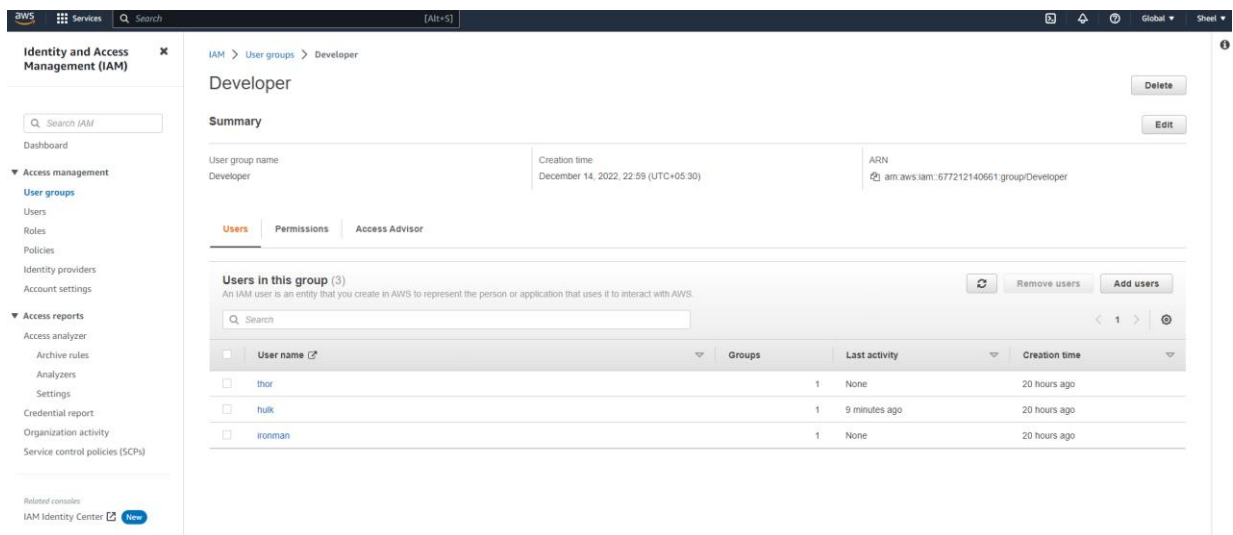 aws Services Search [Alt+S] Global Sheel
Identity and Access Management (IAM)
Search IAM
Dashboard
Access management
User groups
Users
Roles
Policies
Identity providers
Account settings
Access reports
Access analyzer
Archive rules
Analyzers
Settings
Credential report
Organization activity
Service control policies (SCPs)
Related consoles
IAM Identity Center New
IAM > User groups > Developer
Developer Delete
Summary Edit
User group name
Developer
Creation time
December 14, 2022, 22:59 (UTC+05:30)
ARN
arn:aws:iam::677212140661:group/Developer
Users Permissions Access Advisor
Users in this group (3) Remove users Add users
An IAM user is an entity that you create in AWS to represent the person or application that uses it to interact with AWS.
Search 1
User name Groups Last activity Creation time
thor 1 None 20 hours ago
hulk 1 9 minutes ago 20 hours ago
ironman 1 None 20 hours ago